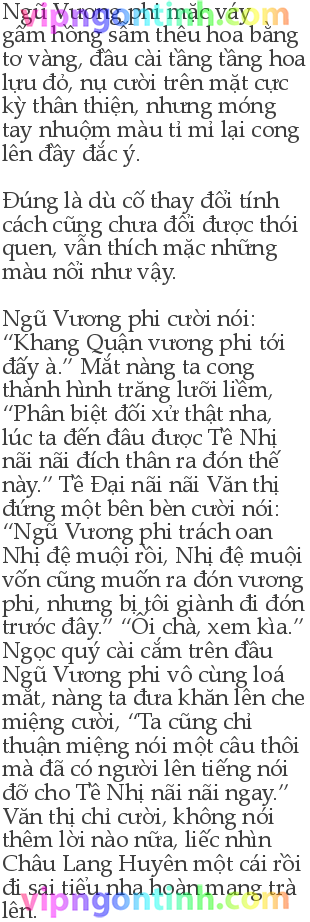 vipngontinh.com
Ngũ Vương phi mặc váy
gấm hồng sẫm thêu hoa bằng
tơ vàng, đầu cài tầng tầng hoa
lựu đỏ, nụ cười trên mặt cực
kỳ thân thiện, nhưng móng
tay nhuộm màu tỉ mỉ lại cong
lên đầy đắc ý.
Đúng là dù cố thay đổi tính
cách cũng chưa đổi được thói
quen, vẫn thích mặc những
màu nổi như vậy.
Ngũ Vương phi cười nói:
“Khang Quận vương phi tới
đấy à.” Mắt nàng ta cong
thành hình trăng lưỡi liềm,
“Phân biệt đối xử thật nha,
lúc ta đến đâu được Tề Nhị
nãi nãi đích thân ra đón thế
này.” Tề Đại nãi nãi Văn thị
đứng một bên bèn cười nói:
“Ngũ Vương phi trách oan
Nhị đệ muội rồi, Nhị đệ muội
vốn cũng muốn ra đón vương
phi, nhưng bị tôi giành đi đón
trước đây.” “Ối chà, xem kìa.”
Ngọc quý cài cắm trên đầu
Ngũ Vương phi vô cùng loá
mắt, nàng ta đưa khăn lên che
miệng cười, “Ta cũng chỉ
thuận miệng nói một câu thôi
mà đã có người lên tiếng nói
đỡ cho Tề Nhị nãi nãi ngay.”
Văn thị chỉ cười, không nói
thêm lời nào nữa, liếc nhìn
Châu Lang Huyên một cái rồi
đi sai tiểu nha hoàn mang trà
lên.
vipngontinh.com